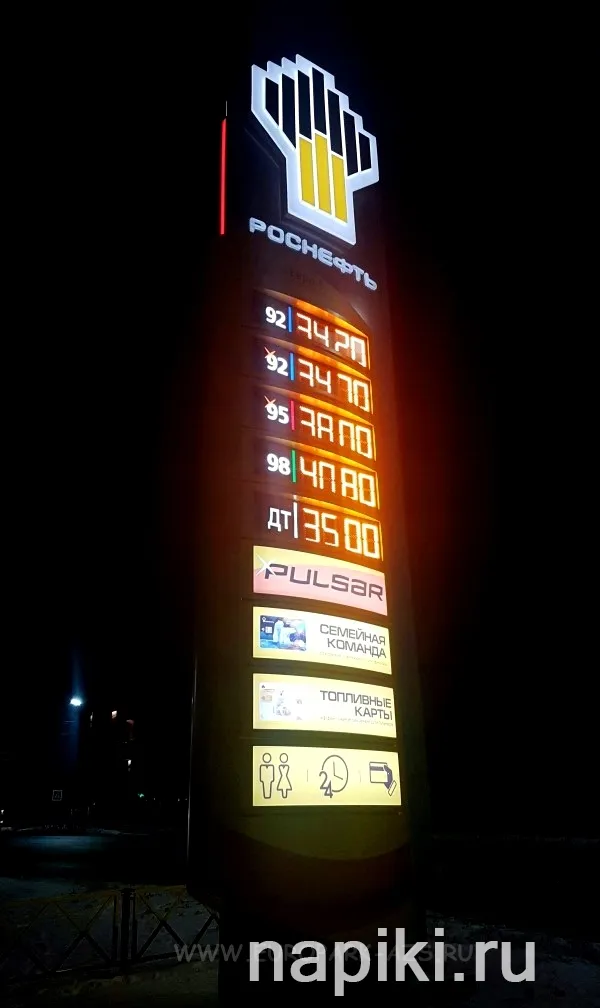 РОСНЕФТЬ
92 34 20
92 34 70
95 38 00
98 40 80
ДТ 35 00
PULSAR
СЕМЕЙНАЯ
КОМАНДА
ТОПЛИВНЫЕ
КАРТЫ
24
napiki.ru